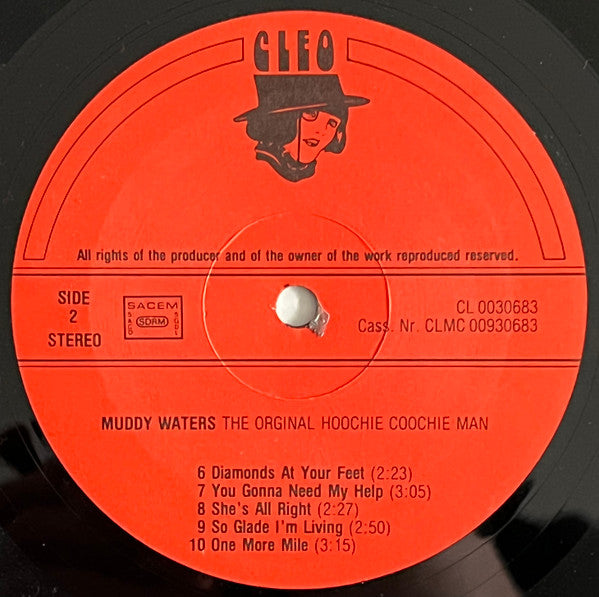 CLEO
All rights of the producer and of the owner of the work reproduced reserved.
SIDE
2
STEREO
SACEM
SACD
SDRM
SGDL
CL 0030683
Cass. Nr. CLMC 00930683
MUDDY WATERS THE ORGINAL HOOCHIE COOCHIE MAN
6 Diamonds At Your Feet (2:23)
7 You Gonna Need My Help (3:05)
8 She's All Right (2:27)
9 So Glade I'm Living (2:50)
10 One More Mile (3:15)